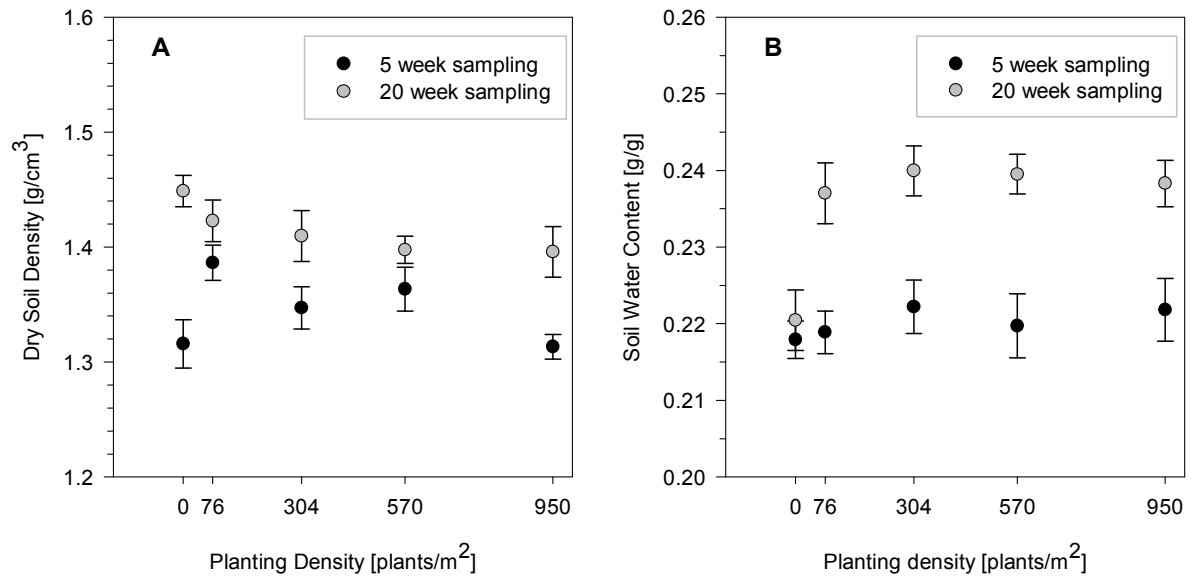 A
5 week sampling
20 week sampling
Dry Soil Density [g/cm³]
1.6
1.5
1.4
1.3
1.2
0 76 304 570 950
Planting Density [plants/m²]
B
5 week sampling
20 week sampling
Soil Water Content [g/g]
0.26
0.25
0.24
0.23
0.22
0.21
0.20
0 76 304 570 950
Planting density [plants/m²]